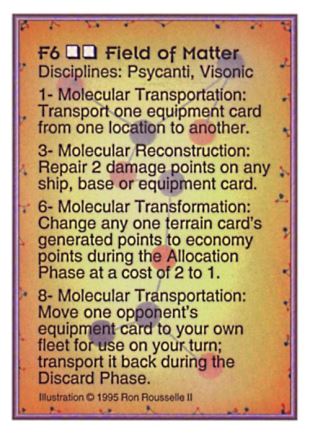 F6 □□ Field of Matter
Disciplines: Psycanti, Visonic
1- Molecular Transportation:
Transport one equipment card
from one location to another.
3- Molecular Reconstruction:
Repair 2 damage points on any
ship, base or equipment card.
6- Molecular Transformation:
Change any one terrain card's
generated points to economy
points during the Allocation
Phase at a cost of 2 to 1.
8- Molecular Transportation:
Move one opponent's
equipment card to your own
fleet for use on your turn;
transport it back during the
Discard Phase.
Illustration © 1995 Ron Rousselle II